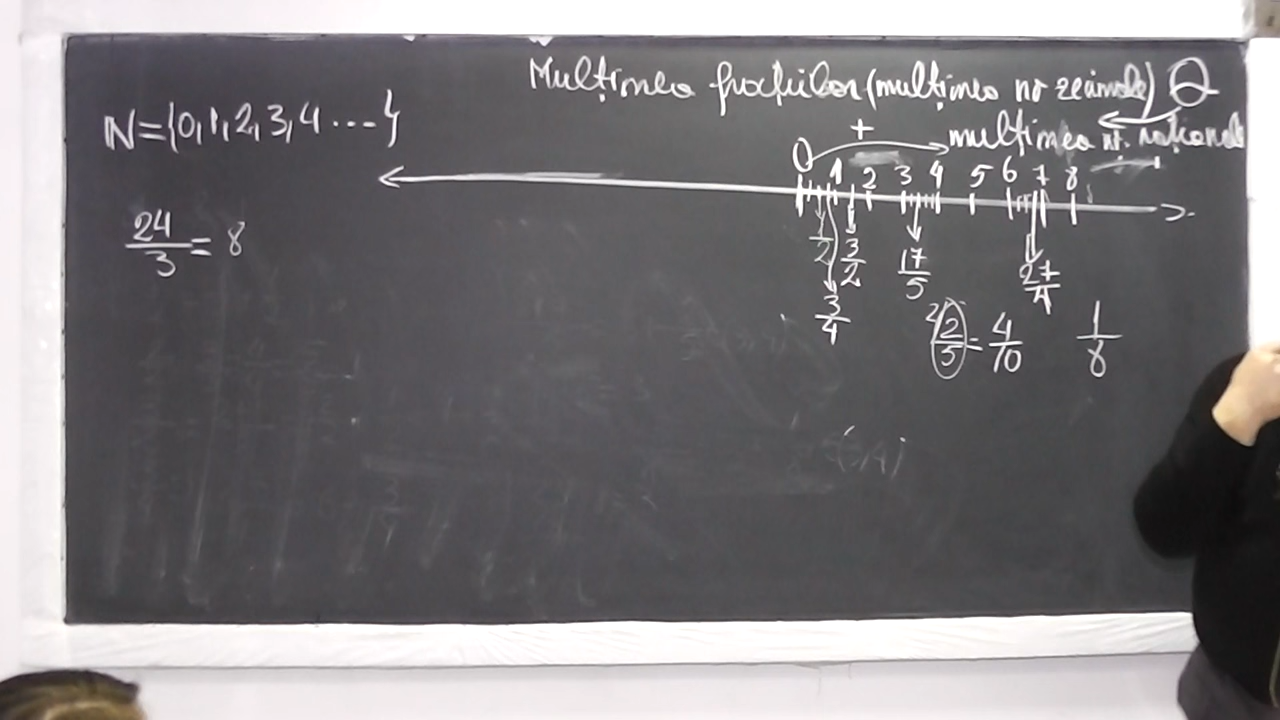 Mulțimea fracțiilor (mulțimea nr zecimale) Q
N={0,1,2,3,4 ....}
mulțimea nr. raționale
+
0 1 2 3 4 5 6 7 8
24/3 = 8
1/2 3/2 17/5 27/4
3/4
2 2/5 = 4/10 1/8